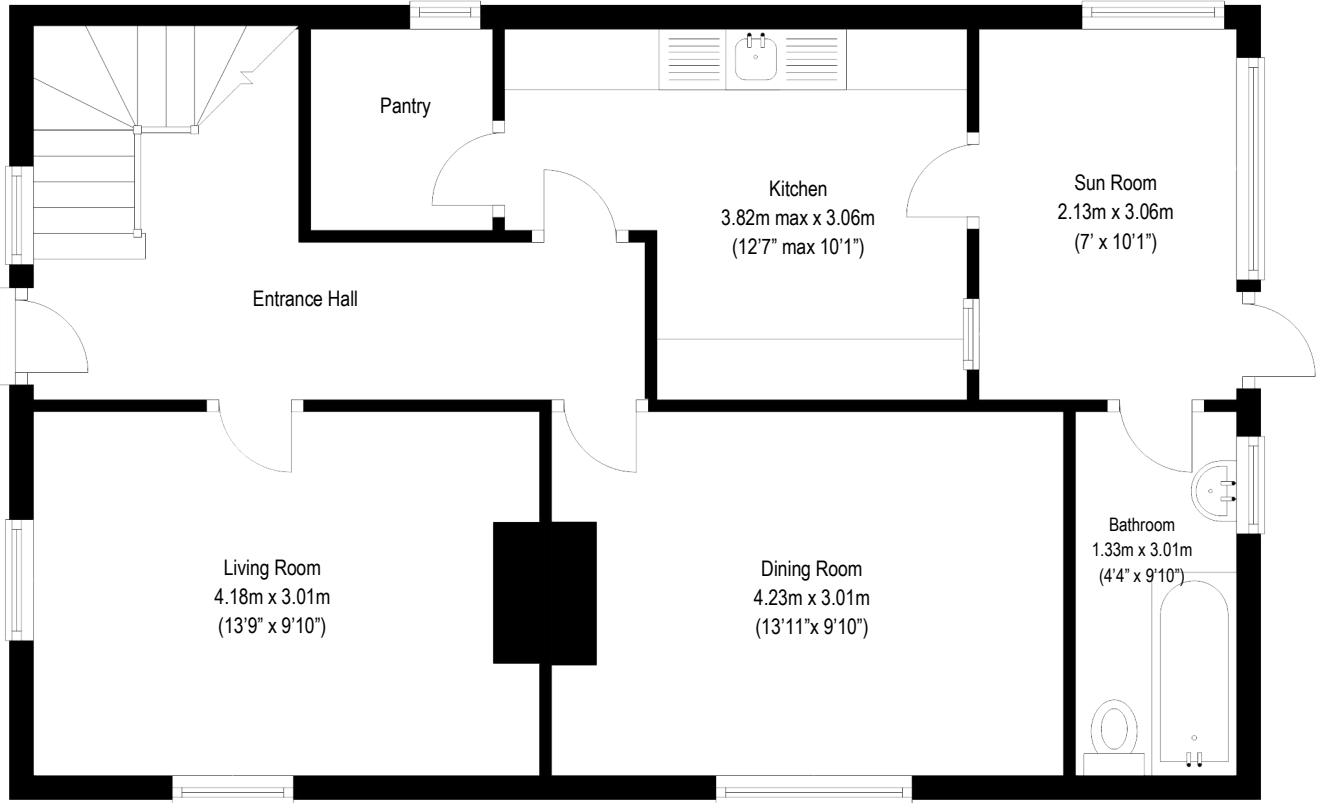 Pantry
Kitchen
3.82m max x 3.06m
(12'7" max 10'1")
Sun Room
2.13m x 3.06m
(7' x 10'1")
Entrance Hall
Living Room
4.18m x 3.01m
(13'9" x 9'10")
Dining Room
4.23m x 3.01m
(13'11"x 9'10")
Bathroom
1.33m x 3.01m
(4'4" x 9'10")